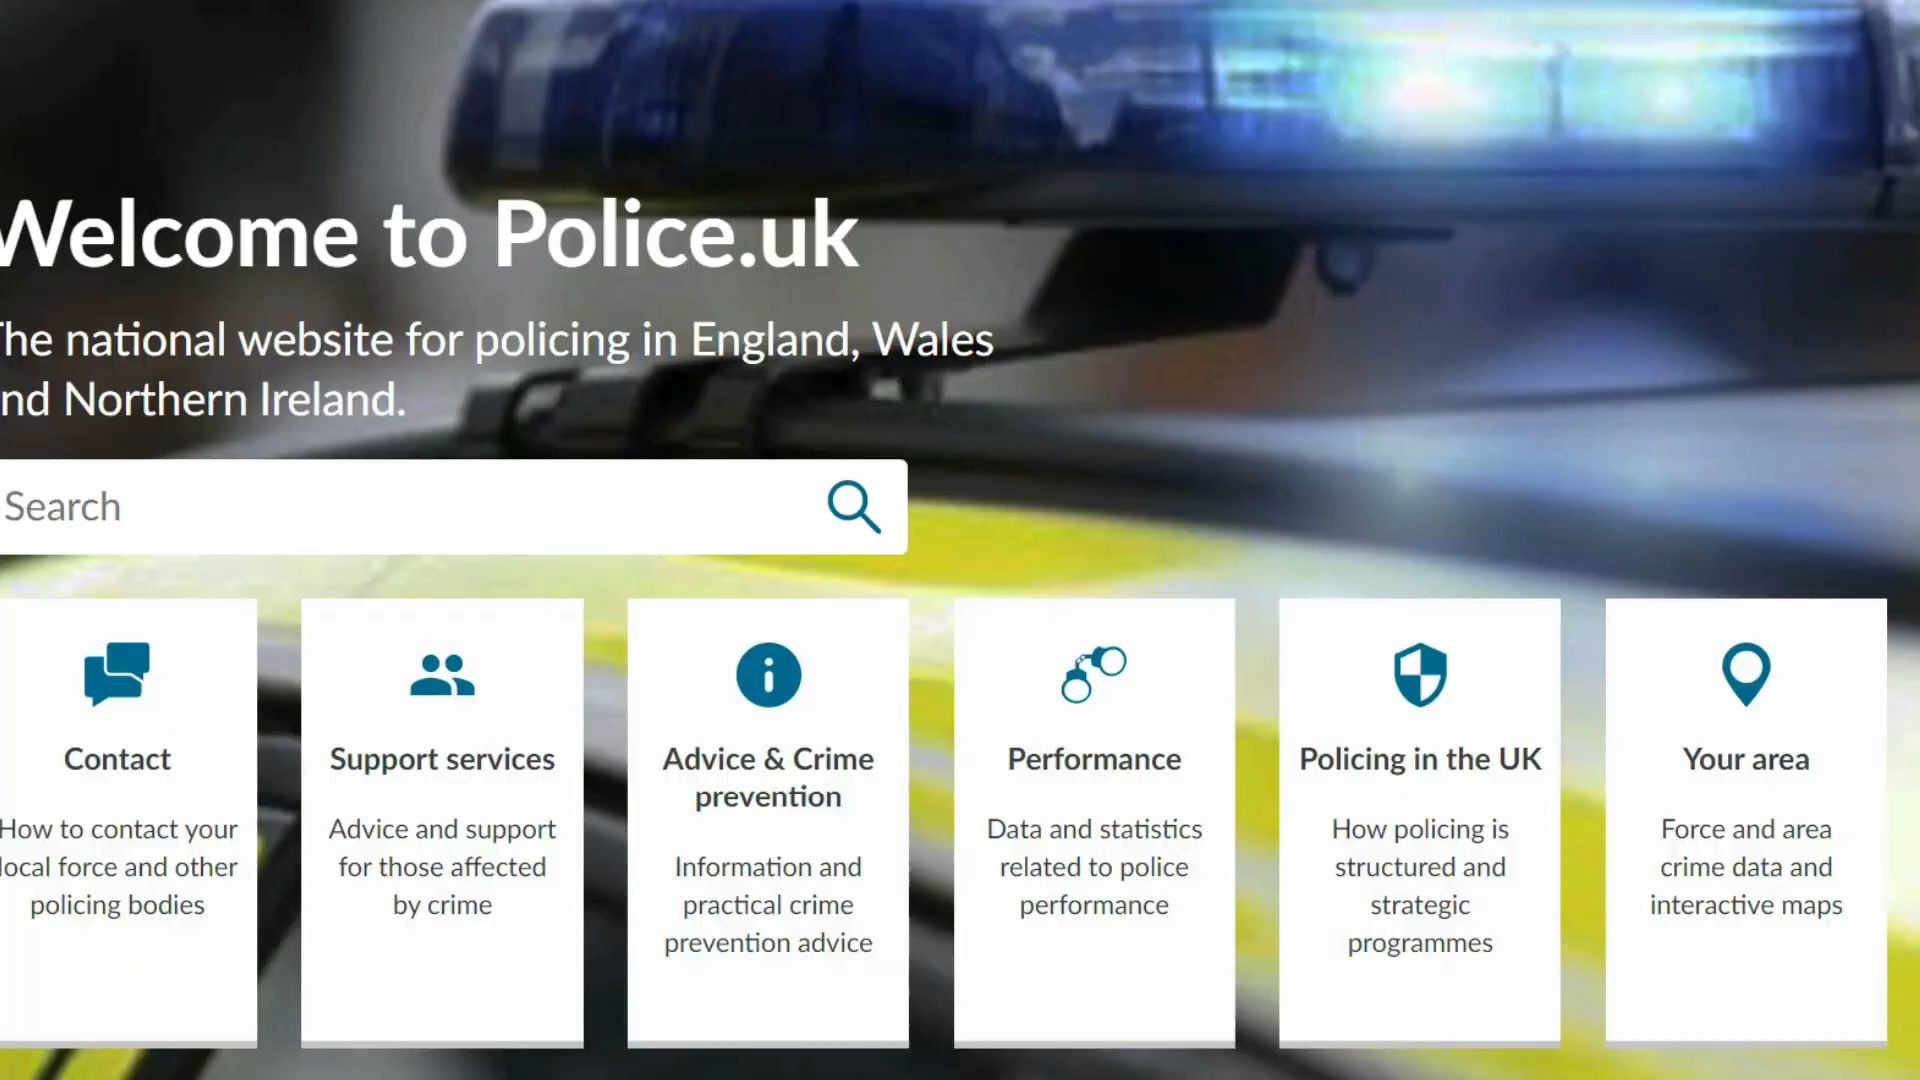 Welcome to Police.uk
The national website for policing in England, Wales
and Northern Ireland.
Search
Contact
How to contact your
local force and other
policing bodies
Support services
Advice and support
for those affected
by crime
Advice & Crime
prevention
Information and
practical crime
prevention advice
Performance
Data and statistics
related to police
performance
Policing in the UK
How policing is
structured and
strategic
programmes
Your area
Force and area
crime data and
interactive maps